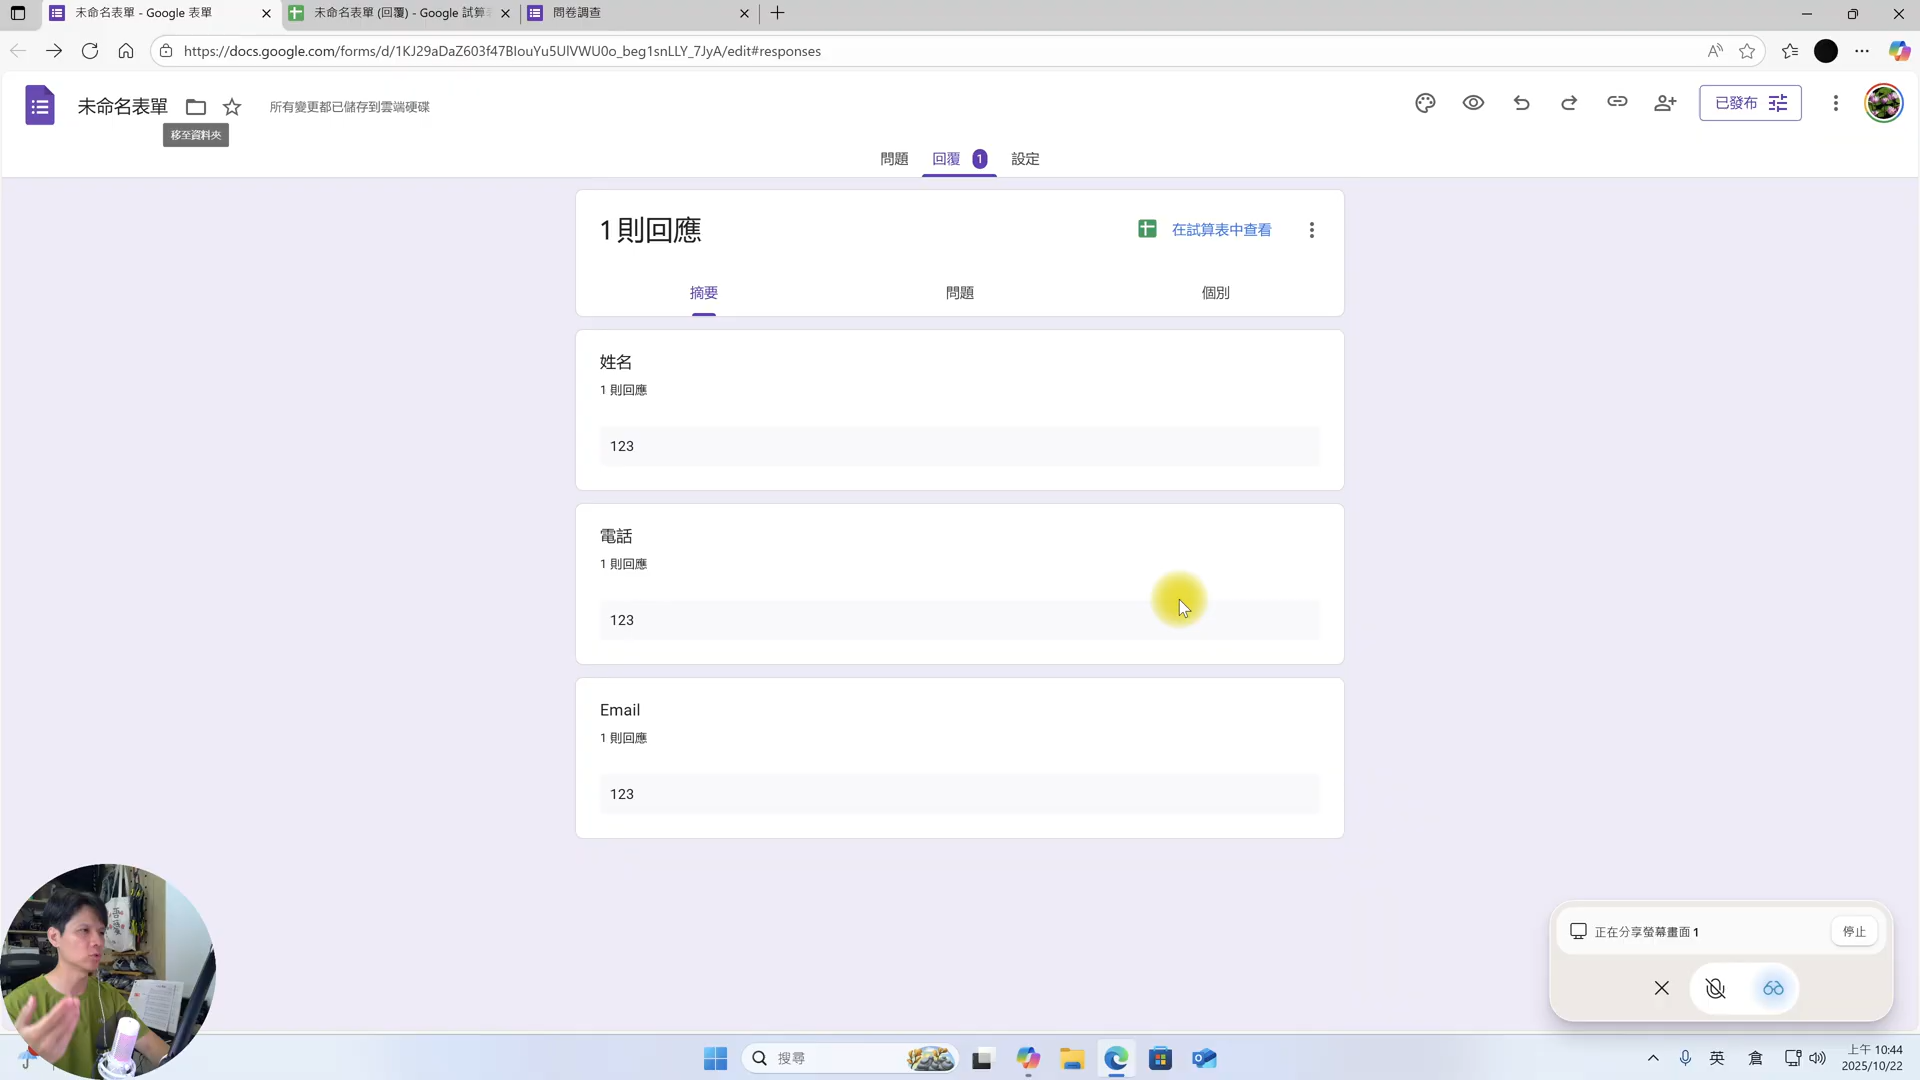 未命名表單 - Google 表單
未命名表單 (回覆) - Google 試算
問卷調查
https://docs.google.com/forms/d/1KJ29aDaZ603f47BIouYu5UlVWU0o_beg1snLLY_7JyA/edit#responses
未命名表單
所有變更都已儲存到雲端硬碟
已發布
移至資料夾
問題
回覆 1
設定
1 則回應
在試算表中查看
摘要
問題
個別
姓名
1 則回應
123
電話
1 則回應
123
Email
1 則回應
123
正在分享螢幕畫面 1
停止
搜尋
英
倉
上午 10:44
2025/10/22